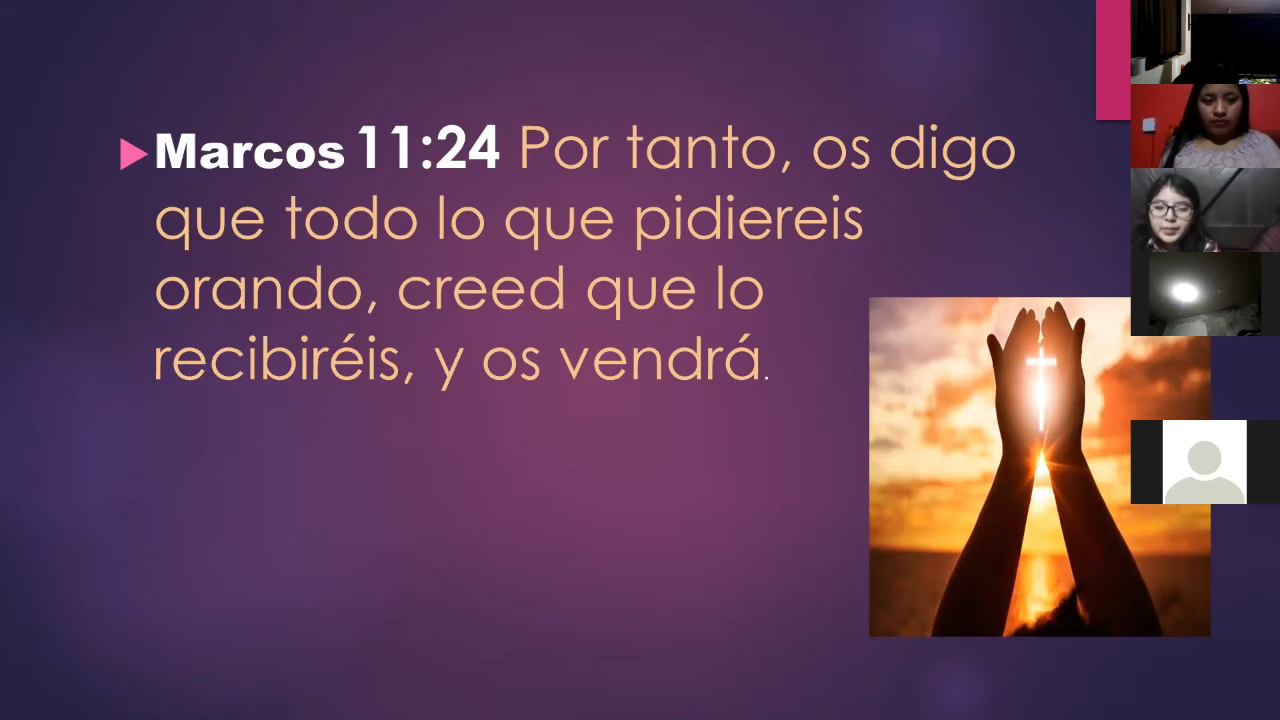 Marcos 11:24 Por tanto, os digo
que todo lo que pidiereis
orando, creed que lo
recibiréis, y os vendrá.